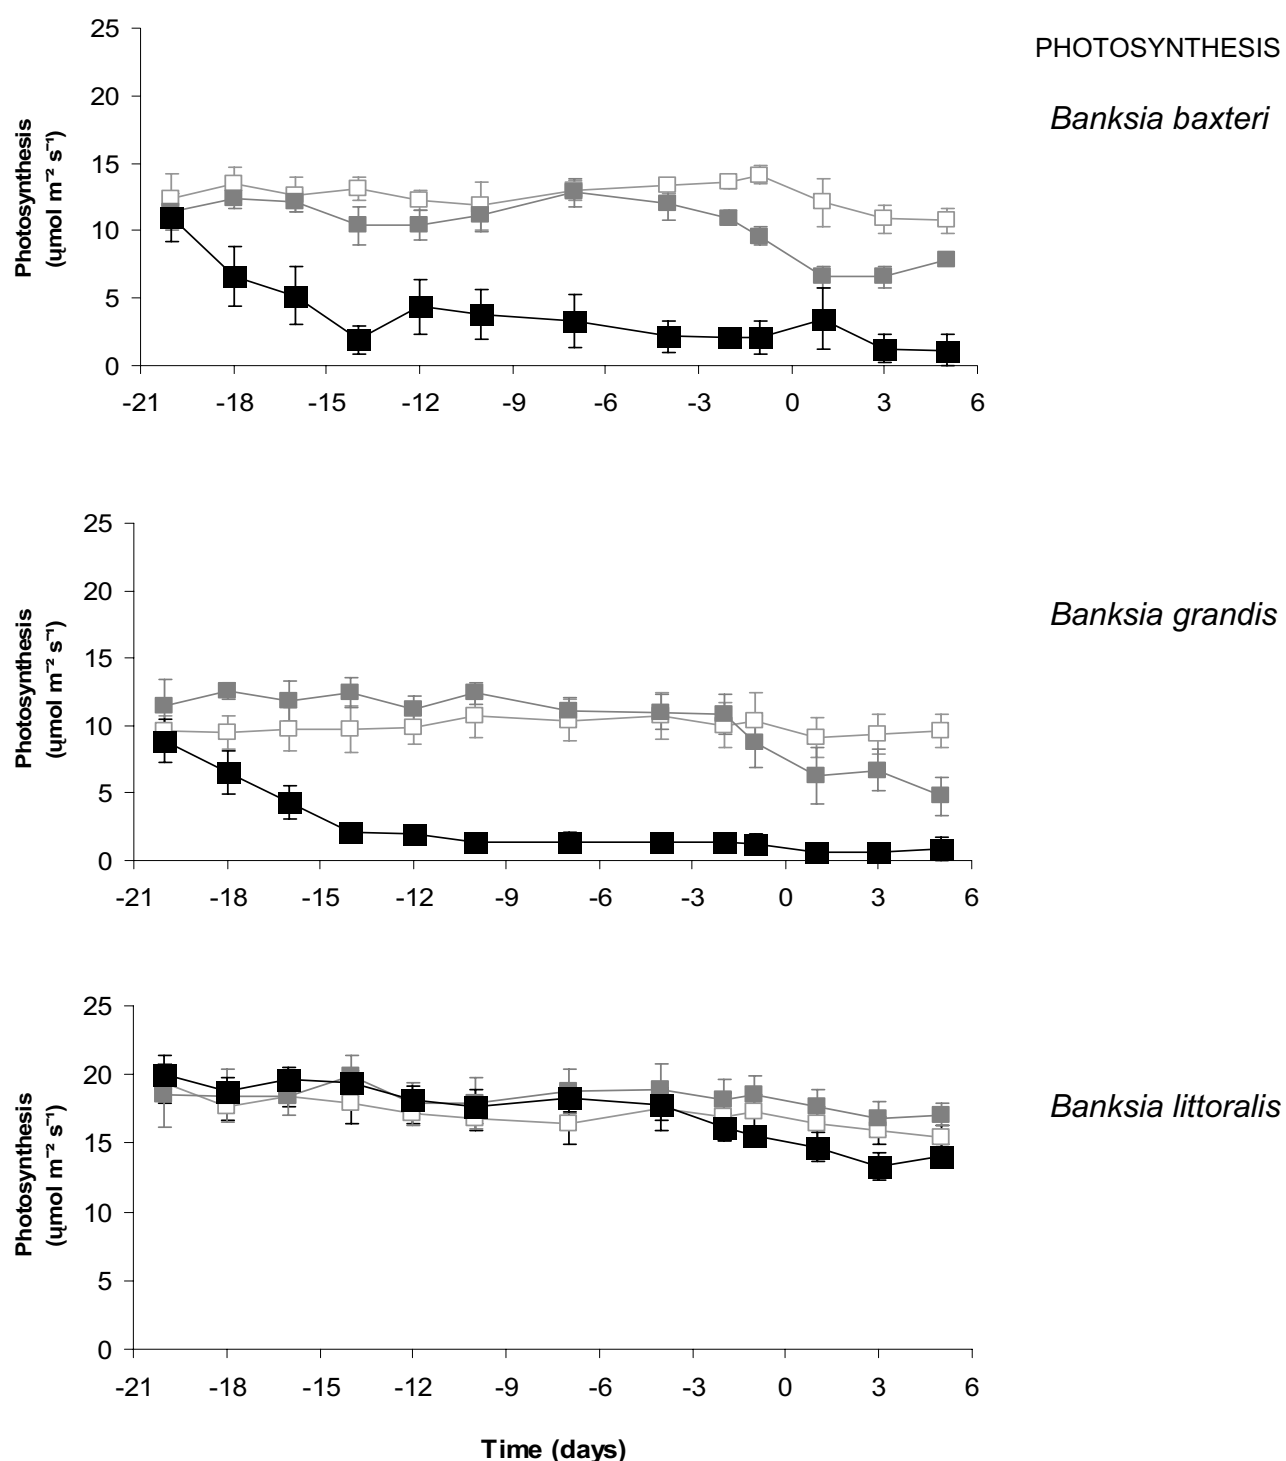 PHOTOSYNTHESIS
Banksia baxteri
Photosynthesis
(ųmol m⁻² s⁻¹)
25
20
15
10
5
0
-21 -18 -15 -12 -9 -6 -3 0 3 6
Banksia grandis
Photosynthesis
(ųmol m⁻² s⁻¹)
25
20
15
10
5
0
-21 -18 -15 -12 -9 -6 -3 0 3 6
Banksia littoralis
Photosynthesis
(ųmol m⁻² s⁻¹)
25
20
15
10
5
0
-21 -18 -15 -12 -9 -6 -3 0 3 6
Time (days)